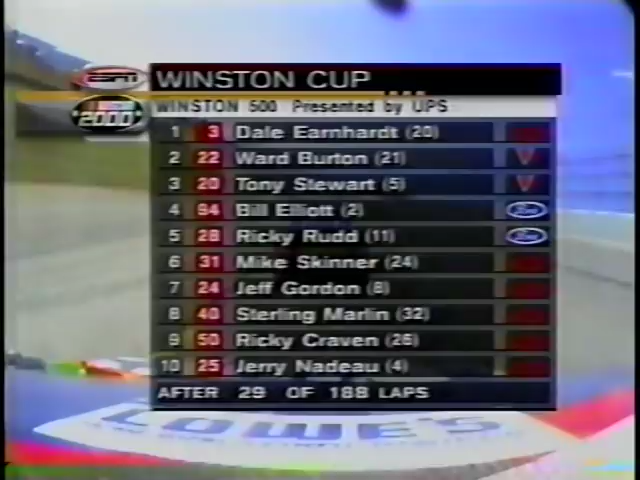 ESPN WINSTON CUP
NASCAR
2000
WINSTON 500 Presented by UPS
1 3 Dale Earnhardt (20)
2 22 Ward Burton (21)
3 20 Tony Stewart (5)
4 94 Bill Elliott (2) Ford
5 28 Ricky Rudd (11) Ford
6 31 Mike Skinner (24)
7 24 Jeff Gordon (8)
8 40 Sterling Marlin (32)
9 50 Ricky Craven (26)
10 25 Jerry Nadeau (4)
AFTER 29 OF 188 LAPS
LOWE'S